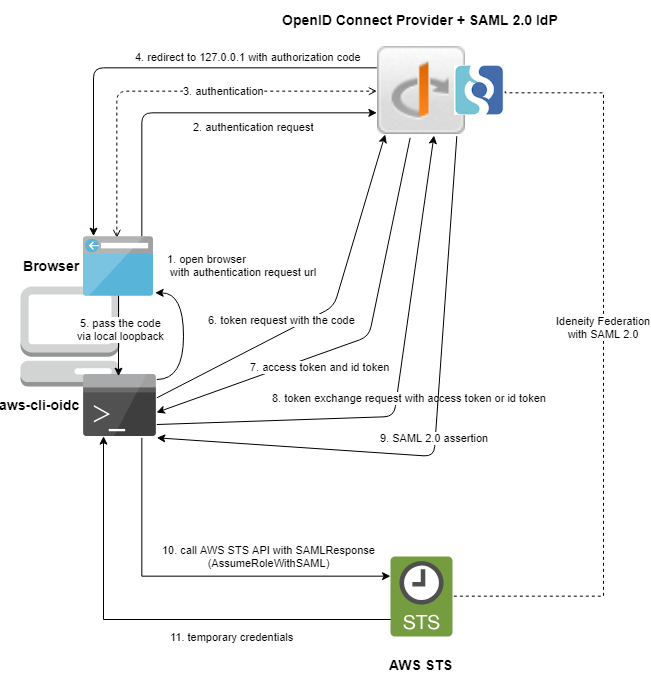 OpenID Connect Provider + SAML 2.0 IdP
4. redirect to 127.0.0.1 with authorization code
3. authentication
2. authentication request
1. open browser
with authentication request url
Browser
5. pass the code
via local loopback
6. token request with the code
Ideneity Federation
with SAML 2.0
7. access token and id token
8. token exchange request with access token or id token
aws-cli-oidc
>_
9. SAML 2.0 assertion
10. call AWS STS API with SAMLResponse
(AssumeRoleWithSAML)
STS
11. temporary credentials
AWS STS